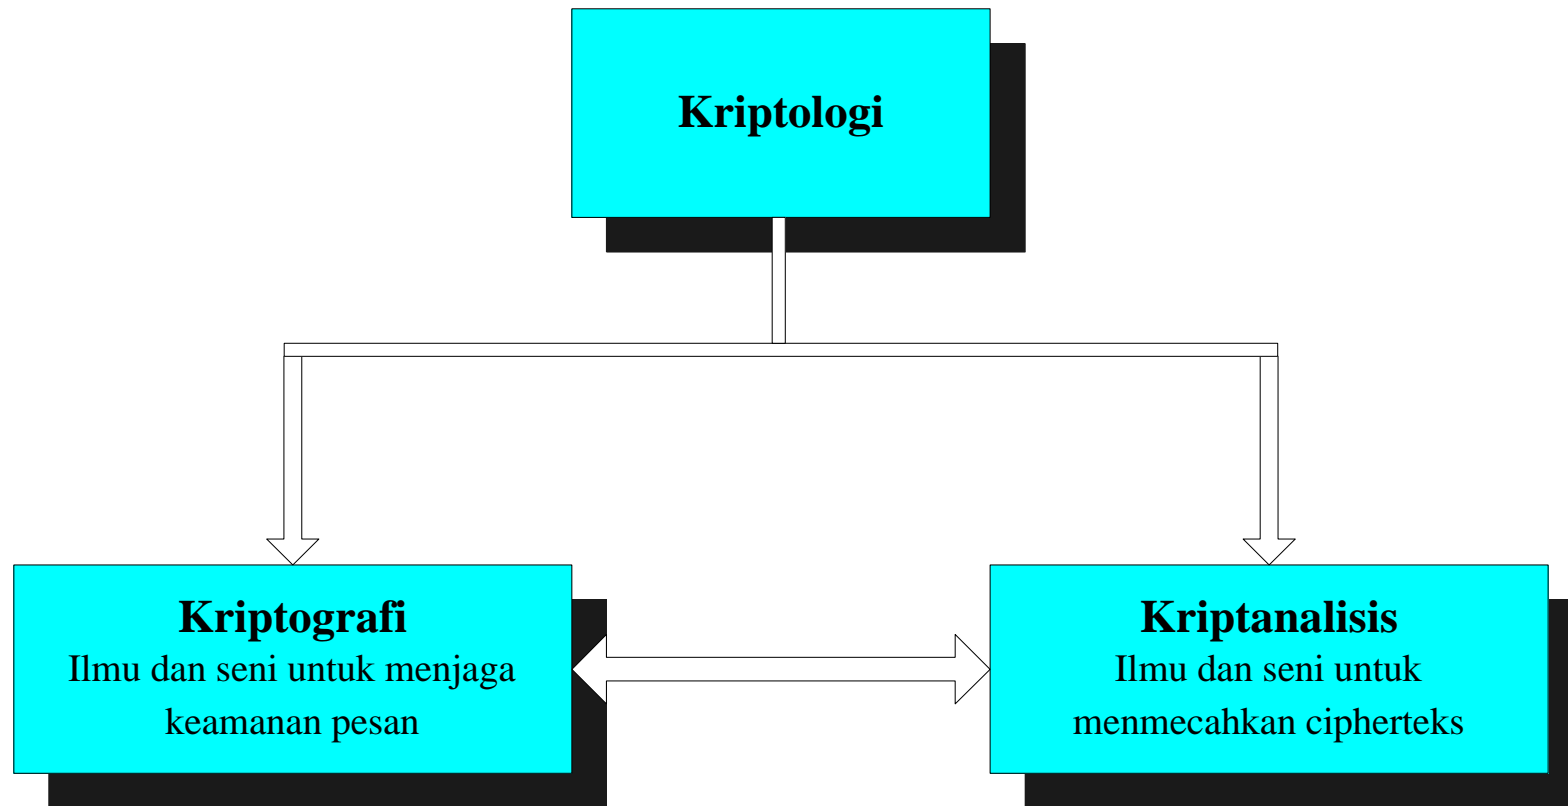 Kriptologi
Kriptografi
Ilmu dan seni untuk menjaga
keamanan pesan
Kriptanalisis
Ilmu dan seni untuk
menmecahkan cipherteks